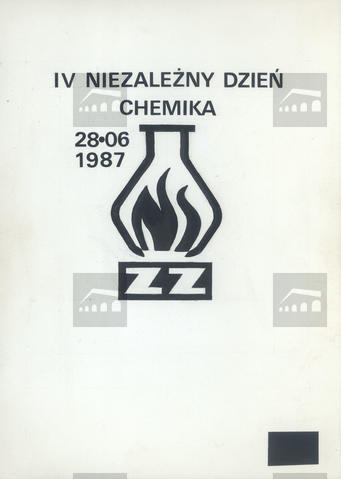 IV NIEZALEŻNY DZIEŃ
CHEMIKA
28•06
1987
ZZ